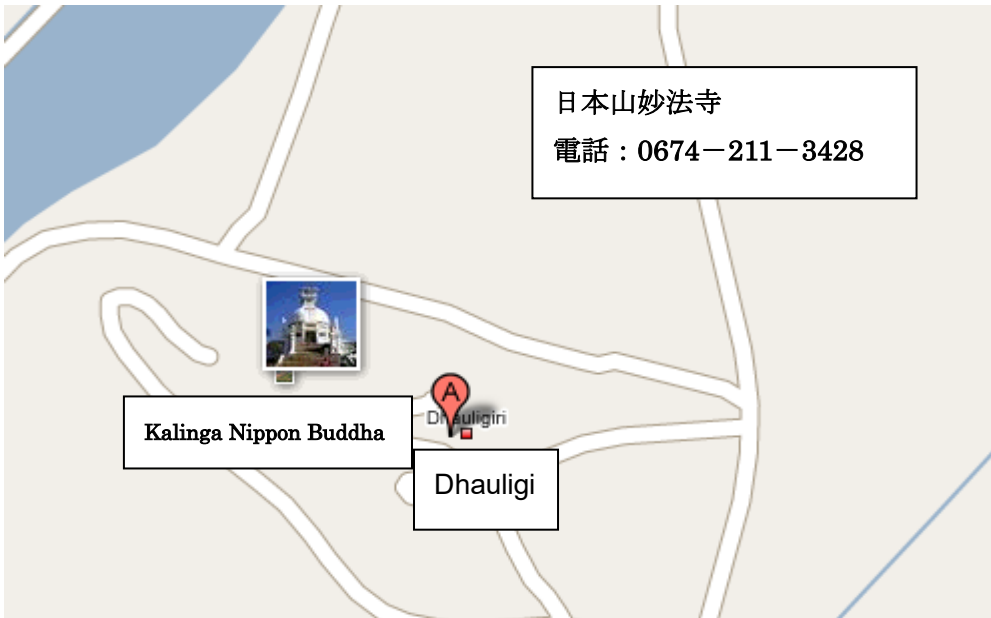 日本山妙法寺
電話：0674－211－3428
A
Dhauligiri
Kalinga Nippon Buddha
Dhauligi